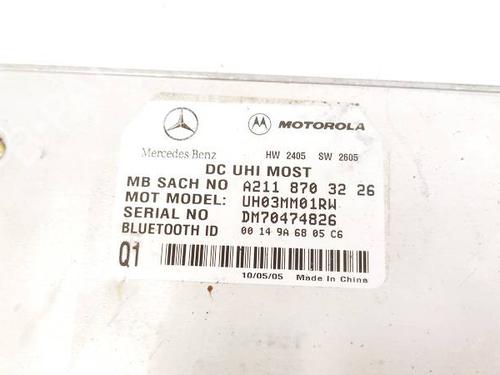 MOTOROLA
Mercedes Benz HW 2405 SW 2605
DC UHI MOST
MB SACH NO A211 870 32 26
MOT MODEL: UH03MM01RW
SERIAL NO DM70474826
BLUETOOTH ID 00 14 9A 68 05 C6
Q1
10/05/05 Made In China